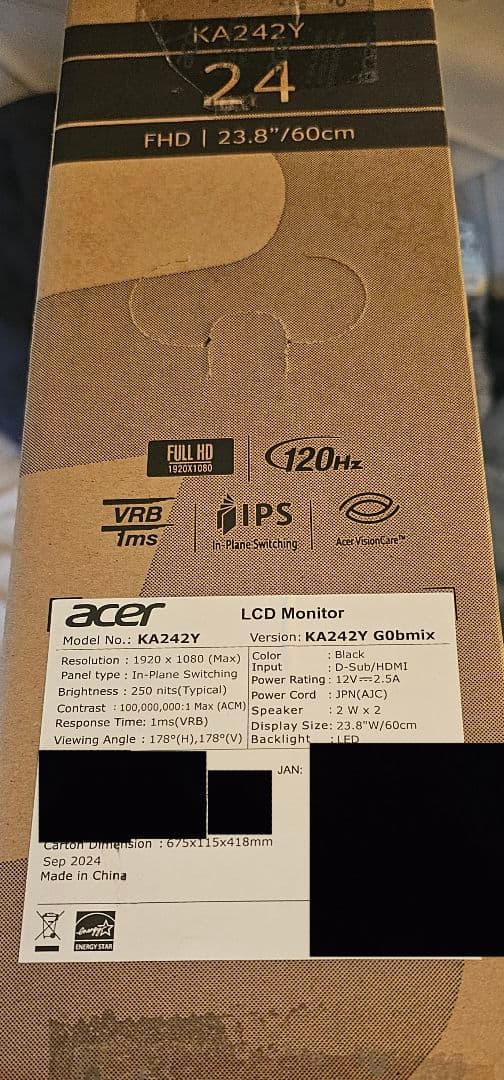 KA242Y
24
FHD | 23.8"/60cm
FULL HD
1920X1080
120Hz
VRB
1ms
IPS
In-Plane Switching
Acer VisionCare™
acer
LCD Monitor
Model No.: KA242Y
Version: KA242Y G0bmix
Resolution : 1920 x 1080 (Max)
Panel type : In-Plane Switching
Brightness : 250 nits(Typical)
Contrast : 100,000,000:1 Max (ACM)
Response Time: 1ms(VRB)
Viewing Angle : 178°(H),178°(V)
Color : Black
Input : D-Sub/HDMI
Power Rating : 12V⎓2.5A
Power Cord : JPN(AJC)
Speaker : 2 W x 2
Display Size: 23.8"W/60cm
Backlight : LED
JAN:
Carton Dimension : 675x115x418mm
Sep 2024
Made in China
energy
ENERGY STAR